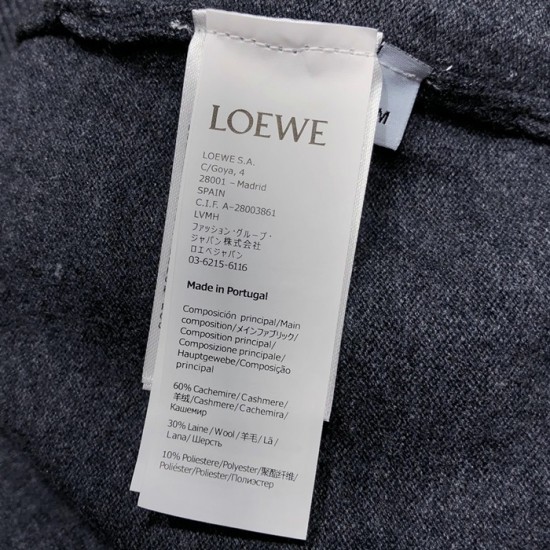 LOEWE
M
LOEWE S.A.
C/Goya, 4
28001 – Madrid
SPAIN
C.I.F. A-28003861
LVMH
ファッション・グループ・
ジャパン株式会社
ロエベジャパン
03-6215-6116
Made in Portugal
Composición principal/Main
composition/メインファブリック/
Composition principal/
Composizione principale/
Hauptgewebe/Composição
principal
60% Cachemire/Cashmere/
羊绒/Cashmere/Cachemira/
Кашемир
30% Laine/Wool/羊毛/Lã/
Lana/Шерсть
10% Poliestere/Polyester/聚酯纤维/
Poliéster/Poliester/Полиэстер